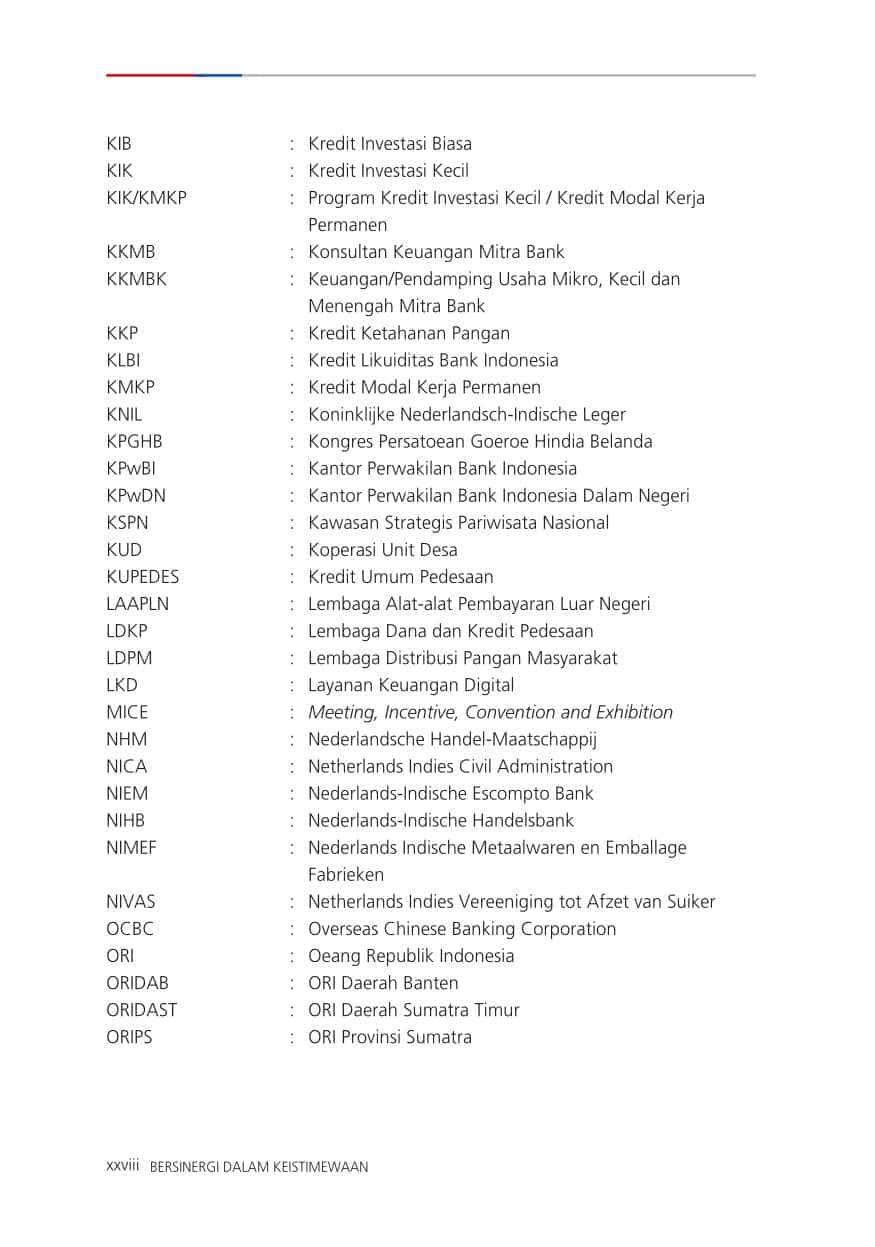 KIB : Kredit Investasi Biasa
KIK : Kredit Investasi Kecil
KIK/KMKP : Program Kredit Investasi Kecil / Kredit Modal Kerja
Permanen
KKMB : Konsultan Keuangan Mitra Bank
KKMBK : Keuangan/Pendamping Usaha Mikro, Kecil dan
Menengah Mitra Bank
KKP : Kredit Ketahanan Pangan
KLBI : Kredit Likuiditas Bank Indonesia
KMKP : Kredit Modal Kerja Permanen
KNIL : Koninklijke Nederlandsch-Indische Leger
KPGHB : Kongres Persatoean Goeroe Hindia Belanda
KPwBI : Kantor Perwakilan Bank Indonesia
KPwDN : Kantor Perwakilan Bank Indonesia Dalam Negeri
KSPN : Kawasan Strategis Pariwisata Nasional
KUD : Koperasi Unit Desa
KUPEDES : Kredit Umum Pedesaan
LAAPLN : Lembaga Alat-alat Pembayaran Luar Negeri
LDKP : Lembaga Dana dan Kredit Pedesaan
LDPM : Lembaga Distribusi Pangan Masyarakat
LKD : Layanan Keuangan Digital
MICE : Meeting, Incentive, Convention and Exhibition
NHM : Nederlandsche Handel-Maatschappij
NICA : Netherlands Indies Civil Administration
NIEM : Nederlands-Indische Escompto Bank
NIHB : Nederlands-Indische Handelsbank
NIMEF : Nederlands Indische Metaalwaren en Emballage
Fabrieken
NIVAS : Netherlands Indies Vereeniging tot Afzet van Suiker
OCBC : Overseas Chinese Banking Corporation
ORI : Oeang Republik Indonesia
ORIDAB : ORI Daerah Banten
ORIDAST : ORI Daerah Sumatra Timur
ORIPS : ORI Provinsi Sumatra
xxviii BERSINERGI DALAM KEISTIMEWAAN